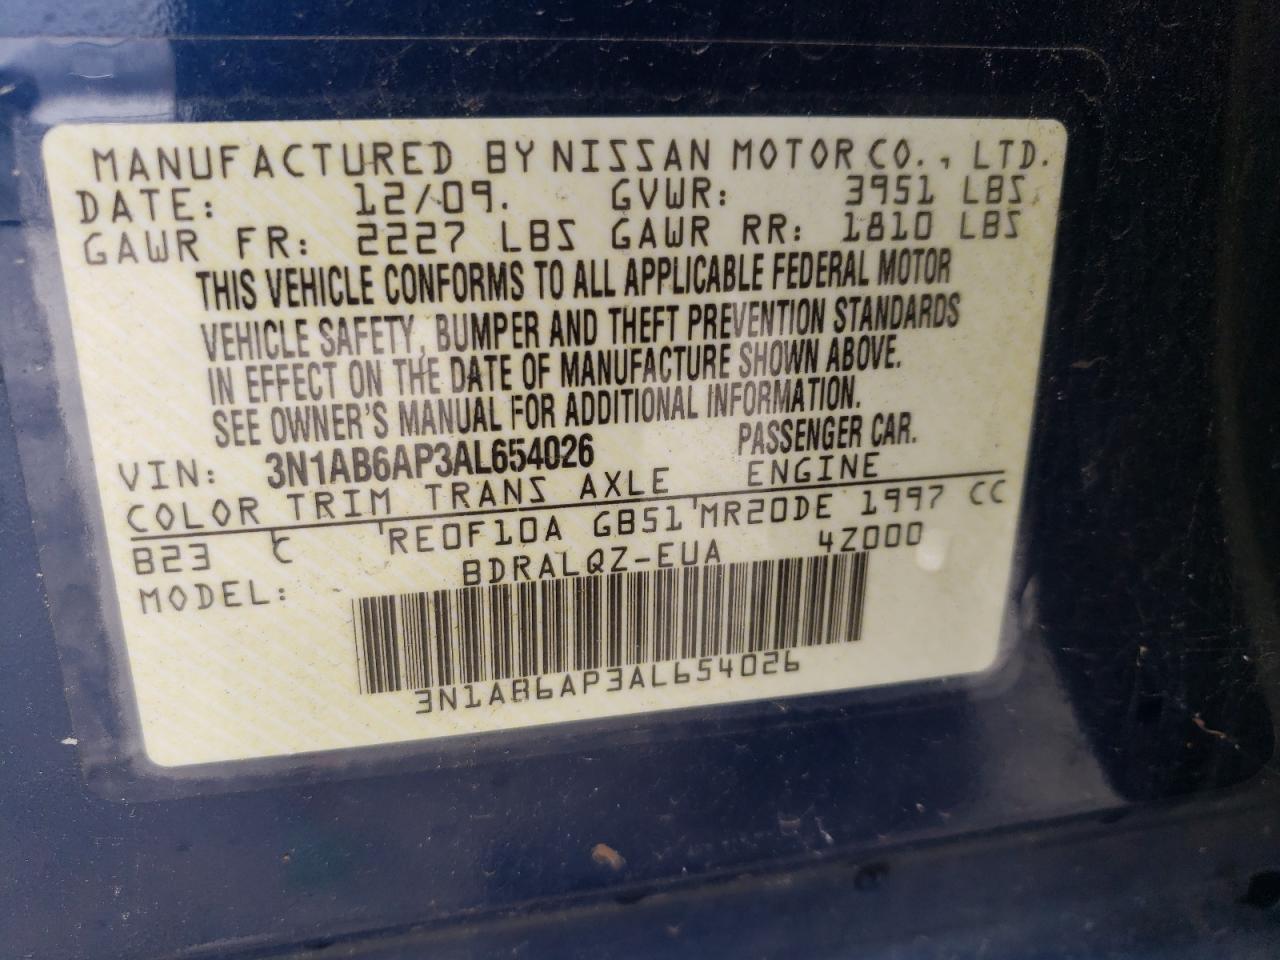 MANUFACTURED BY NISSAN MOTOR CO., LTD.
DATE: 12/09. GVWR: 3951 LBS
GAWR FR: 2227 LBS GAWR RR: 1810 LBS
THIS VEHICLE CONFORMS TO ALL APPLICABLE FEDERAL MOTOR
VEHICLE SAFETY, BUMPER AND THEFT PREVENTION STANDARDS
IN EFFECT ON THE DATE OF MANUFACTURE SHOWN ABOVE.
SEE OWNER'S MANUAL FOR ADDITIONAL INFORMATION.
VIN: 3N1AB6AP3AL654026 PASSENGER CAR.
COLOR TRIM TRANS AXLE ENGINE
B23 C RE0F10A GB51 MR20DE 1997 CC
MODEL: BDRALQZ-EUA 4Z000
3N1AB6AP3AL654026